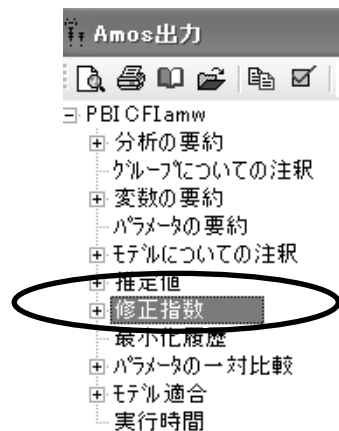 Amos出力
PBICFIamw
分析の要約
グループについての注釈
変数の要約
パラメータの要約
モデルについての注釈
推定値
修正指数
最小化履歴
パラメータの一対比較
モデル適合
実行時間